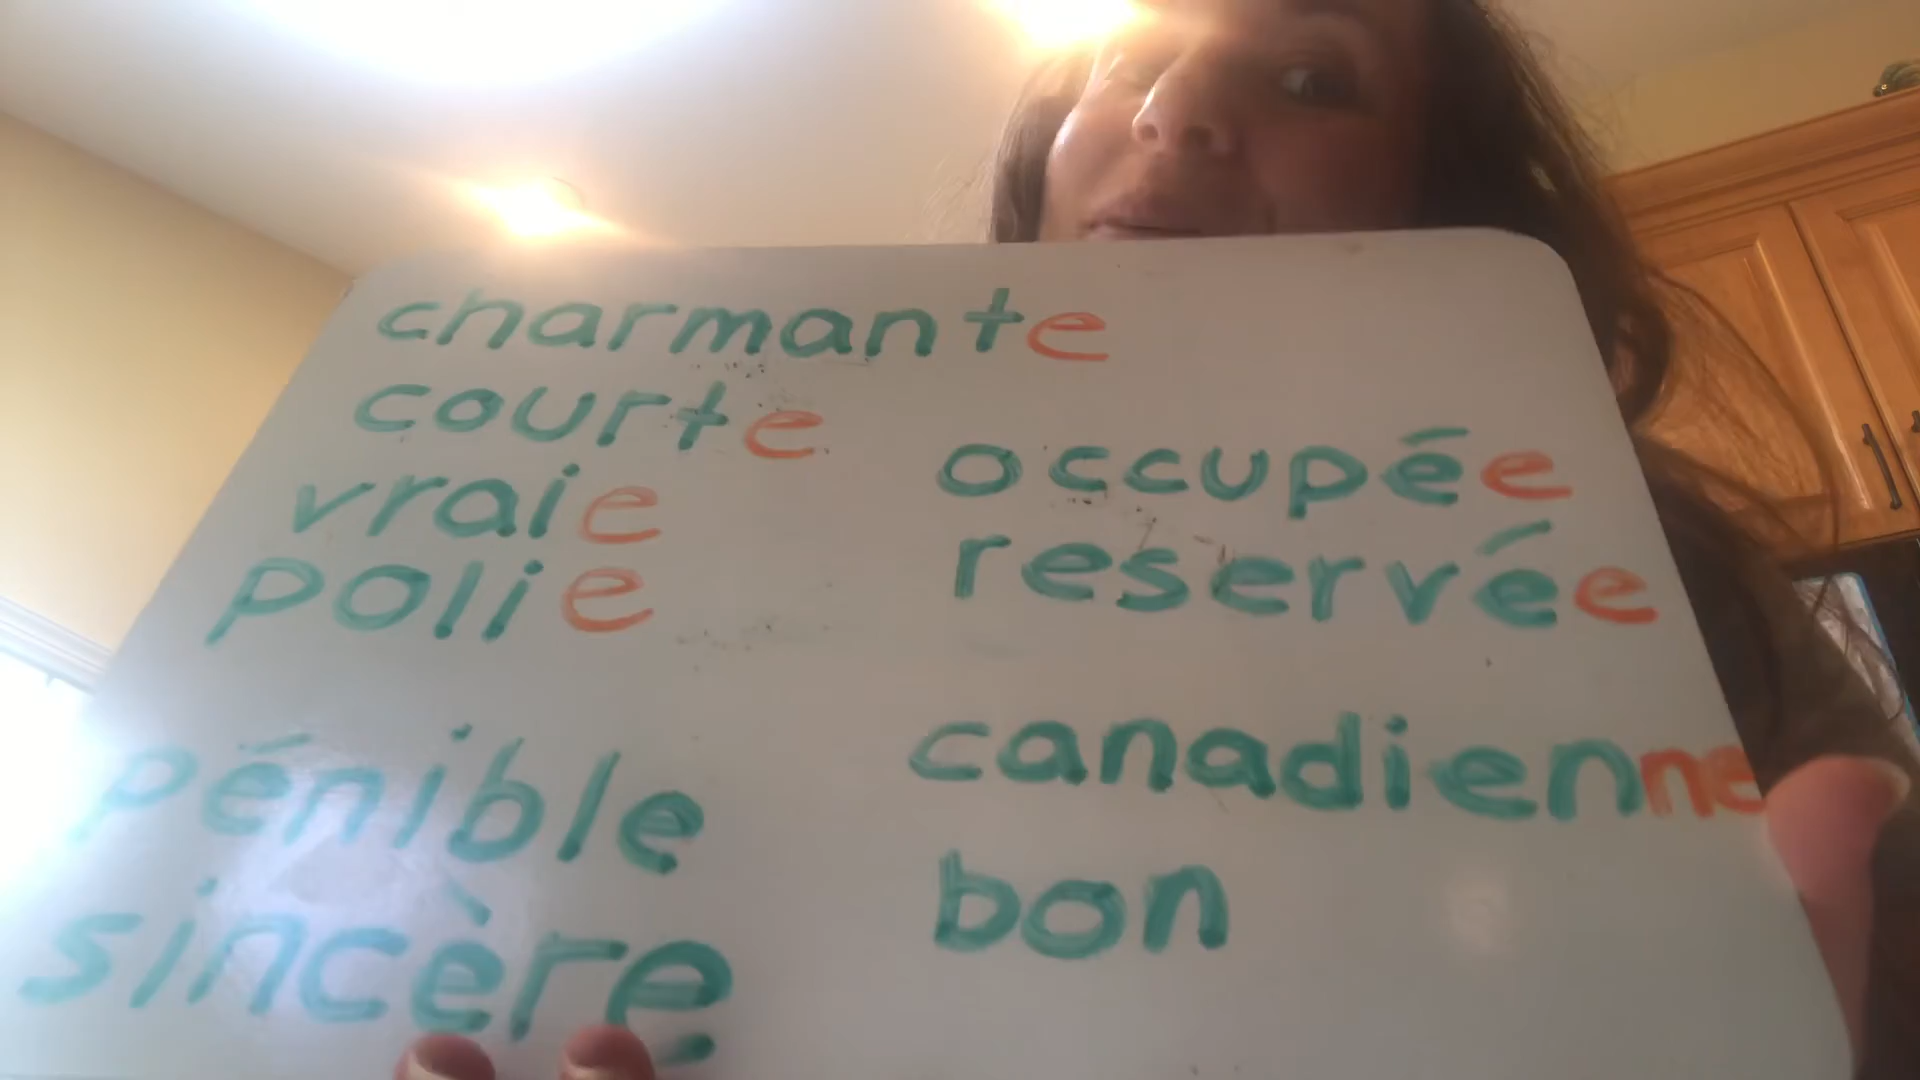 charmante
courte
vraie
polie
pénible
sincère
occupée
reservée
canadienne
bon